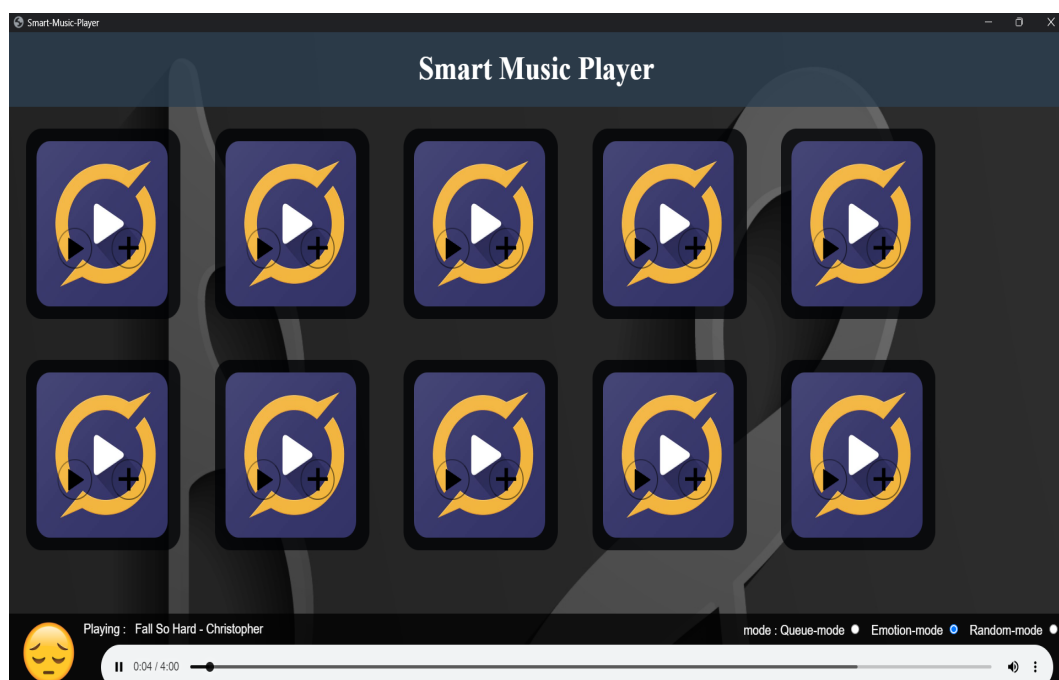 Smart-Music-Player
Smart Music Player
Playing : Fall So Hard - Christopher
mode : Queue-mode Emotion-mode Random-mode
0:04 / 4:00